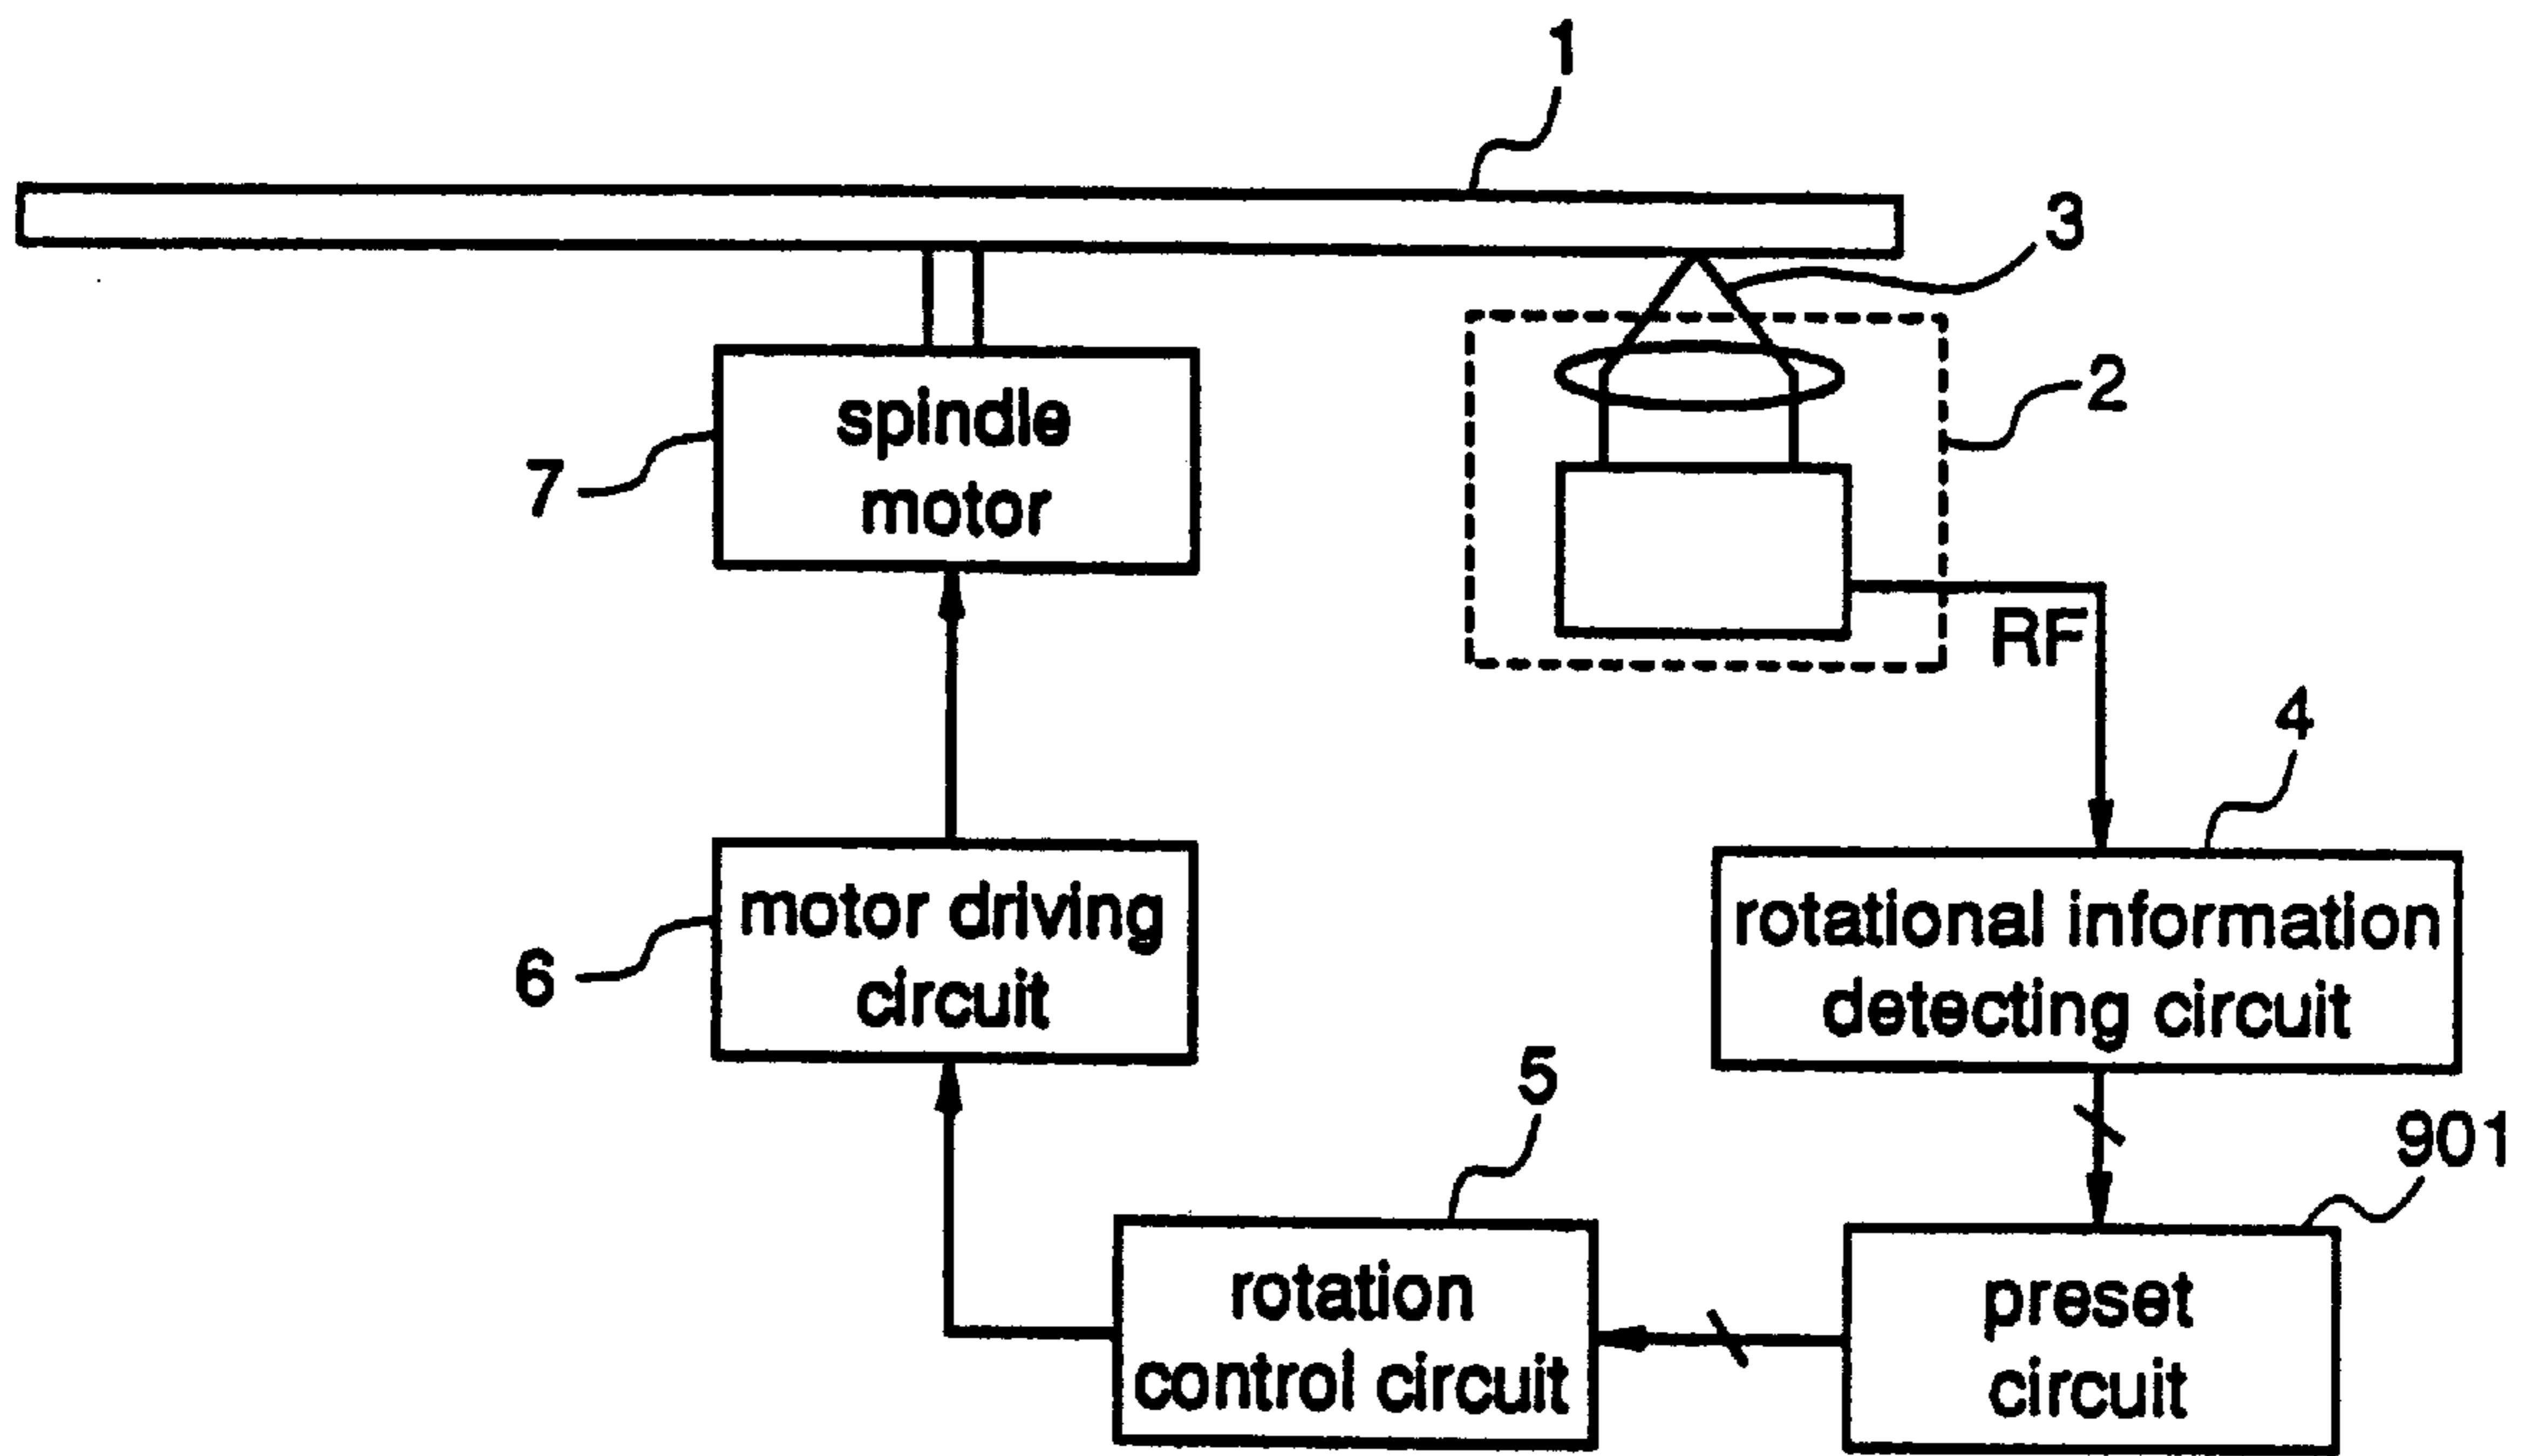 1
3
2
spindle
motor
7
RF
4
motor driving
circuit
6
rotational information
detecting circuit
5
901
rotation
control circuit
preset
circuit